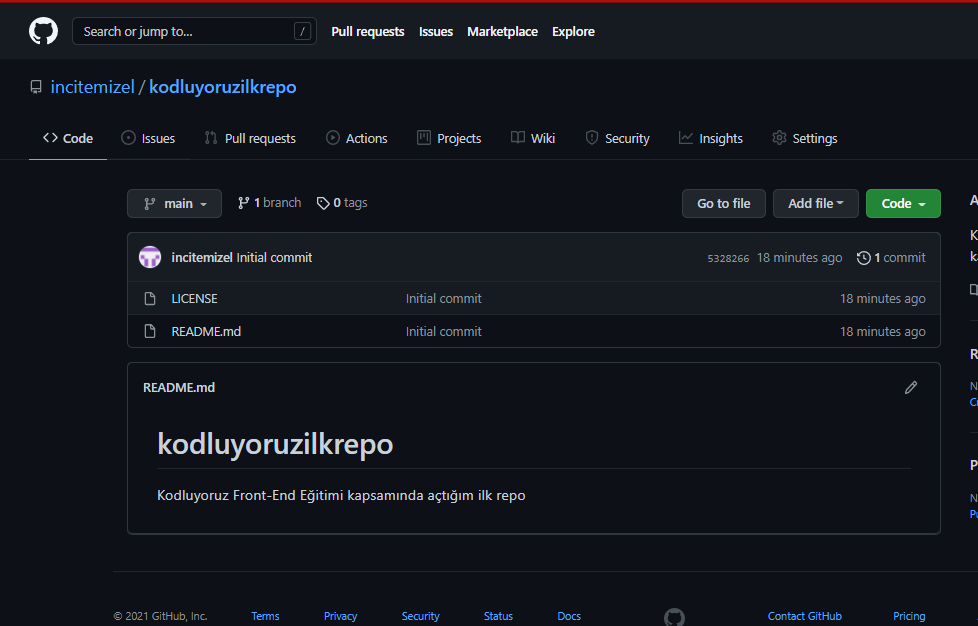 Search or jump to... /
Pull requests Issues Marketplace Explore
incitemizel / kodluyoruzilkrepo
<> Code Issues Pull requests Actions Projects Wiki Security Insights Settings
main 1 branch 0 tags Go to file Add file Code
incitemizel Initial commit 5328266 18 minutes ago 1 commit
LICENSE Initial commit 18 minutes ago
README.md Initial commit 18 minutes ago
README.md
kodluyoruzilkrepo
Kodluyoruz Front-End Eğitimi kapsamında açtığım ilk repo
© 2021 GitHub, Inc. Terms Privacy Security Status Docs Contact GitHub Pricing